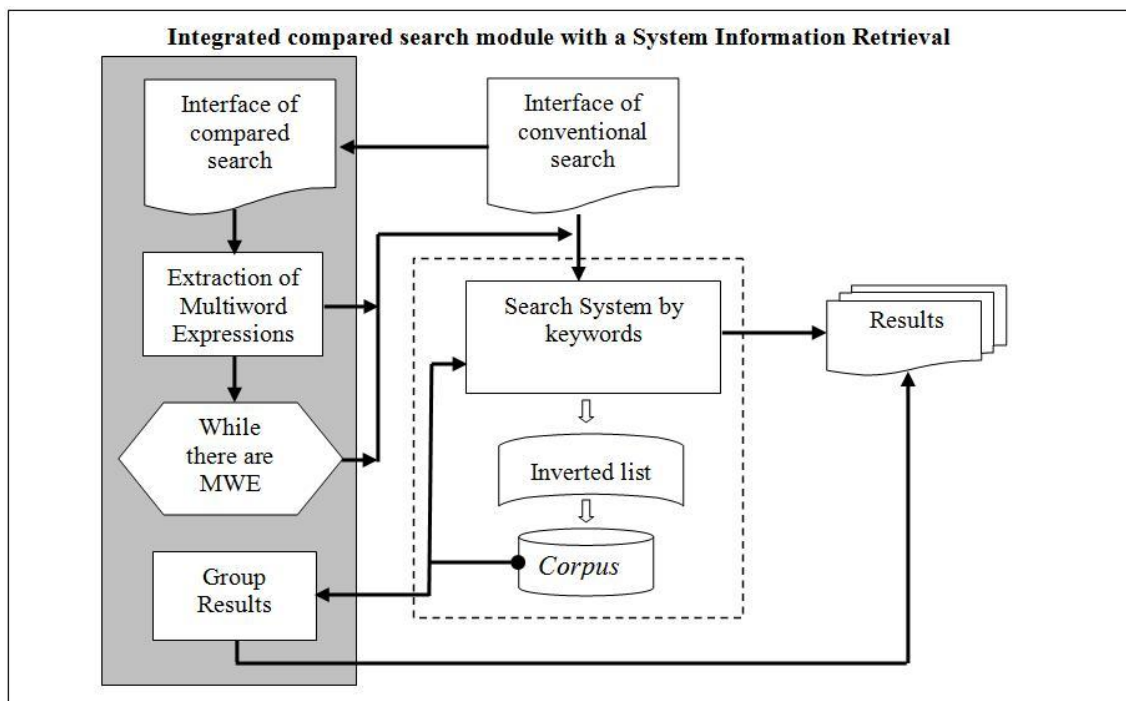 Integrated compared search module with a System Information Retrieval
Interface of
compared
search
Interface of
conventional
search
Extraction of
Multiword
Expressions
Search System by
keywords
Results
While
there are
MWE
Inverted list
Corpus
Group
Results